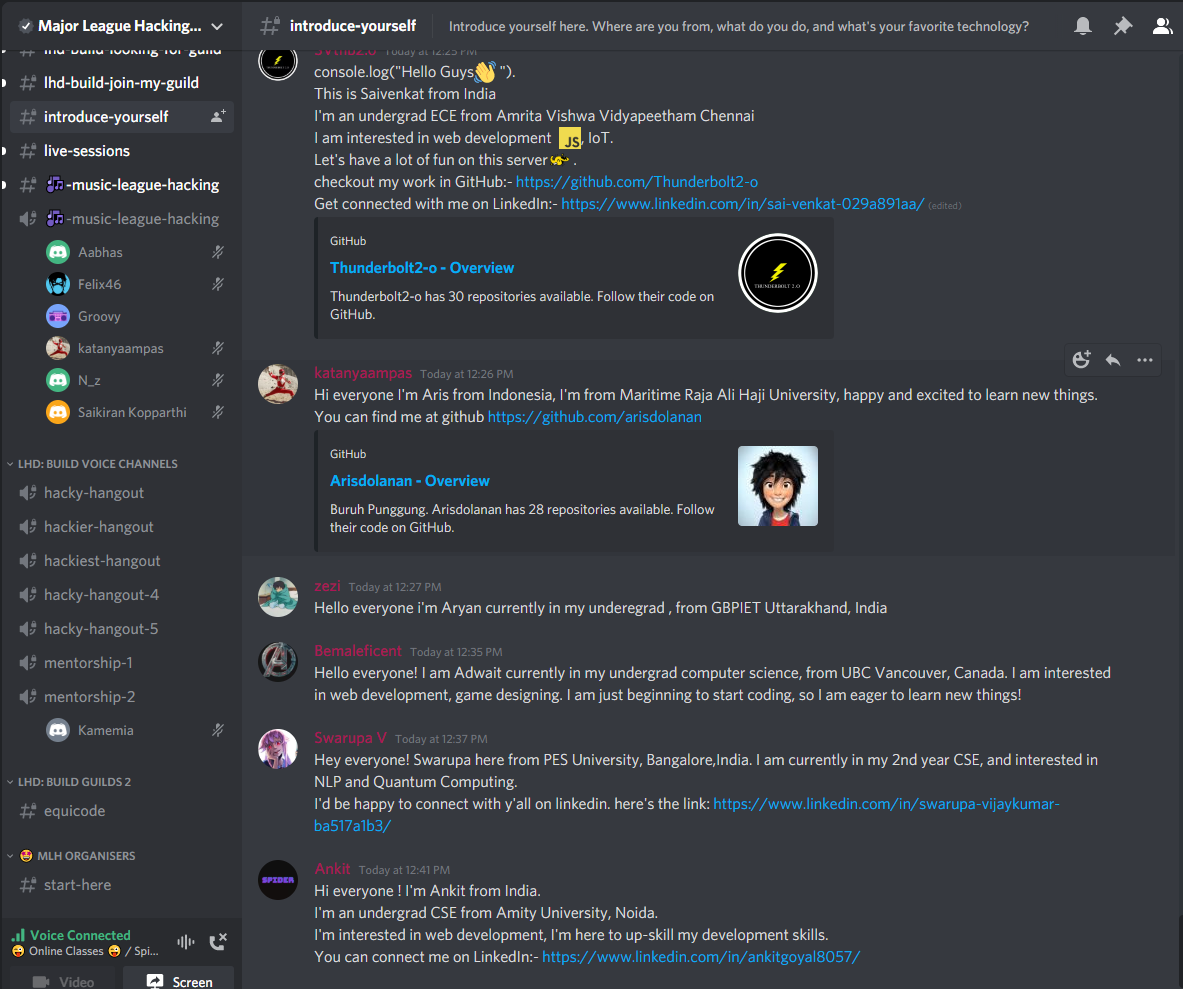 Major League Hacking...
introduce-yourself
Introduce yourself here. Where are you from, what do you do, and what's your favorite technology?
lhd-build-looking-for-guild
lhd-build-join-my-guild
introduce-yourself
live-sessions
-music-league-hacking
-music-league-hacking
Aabhas
Felix46
Groovy
katanyaampas
N_z
Saikiran Kopparthi
LHD: BUILD VOICE CHANNELS
hacky-hangout
hackier-hangout
hackiest-hangout
hacky-hangout-4
hacky-hangout-5
mentorship-1
mentorship-2
Kamemia
LHD: BUILD GUILDS 2
equicode
🤩 MLH ORGANISERS
start-here
Voice Connected
😜 Online Classes 😜 / Spi...
Video
Screen
Today at 12:25 PM
console.log("Hello Guys👋 ").
This is Saivenkat from India
I'm an undergrad ECE from Amrita Vishwa Vidyapeetham Chennai
I am interested in web development JS, IoT.
Let's have a lot of fun on this server .
checkout my work in GitHub:- https://github.com/Thunderbolt2-o
Get connected with me on LinkedIn:- https://www.linkedin.com/in/sai-venkat-029a891aa/ (edited)
GitHub
Thunderbolt2-o - Overview
Thunderbolt2-o has 30 repositories available. Follow their code on
GitHub.
THUNDERBOLT 2.O
katanyaampas Today at 12:26 PM
Hi everyone I'm Aris from Indonesia, I'm from Maritime Raja Ali Haji University, happy and excited to learn new things.
You can find me at github https://github.com/arisdolanan
GitHub
Arisdolanan - Overview
Buruh Punggung. Arisdolanan has 28 repositories available. Follow
their code on GitHub.
zezi Today at 12:27 PM
Hello everyone i'm Aryan currently in my underegrad , from GBPIET Uttarakhand, India
Bemaleficent Today at 12:35 PM
Hello everyone! I am Adwait currently in my undergrad computer science, from UBC Vancouver, Canada. I am interested
in web development, game designing. I am just beginning to start coding, so I am eager to learn new things!
Swarupa V Today at 12:37 PM
Hey everyone! Swarupa here from PES University, Bangalore,India. I am currently in my 2nd year CSE, and interested in
NLP and Quantum Computing.
I'd be happy to connect with y'all on linkedin. here's the link: https://www.linkedin.com/in/swarupa-vijaykumar-
ba517a1b3/
SPIDER
Ankit Today at 12:41 PM
Hi everyone ! I'm Ankit from India.
I'm an undergrad CSE from Amity University, Noida.
I'm interested in web development, I'm here to up-skill my development skills.
You can connect me on LinkedIn:- https://www.linkedin.com/in/ankitgoyal8057/